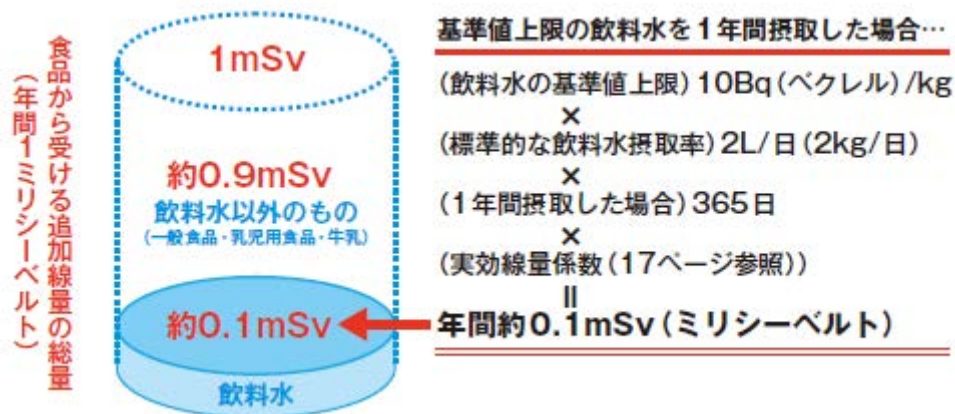 食品から受ける追加線量の総量
（年間1ミリシーベルト）
1mSv
約0.9mSv
飲料水以外のもの
（一般食品・乳児用食品・牛乳）
約0.1mSv
飲料水
基準値上限の飲料水を1年間摂取した場合…
（飲料水の基準値上限）10Bq（ベクレル）/kg
×
（標準的な飲料水摂取率）2L/日（2kg/日）
×
（1年間摂取した場合）365日
×
（実効線量係数（17ページ参照））
＝
年間約0.1mSv（ミリシーベルト）